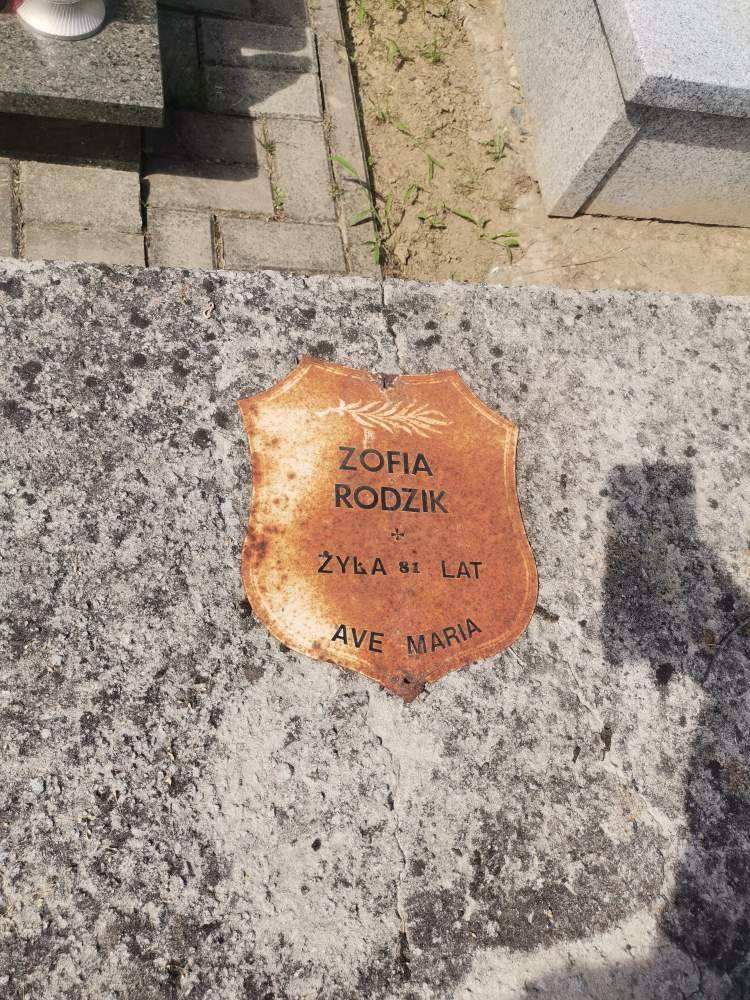 ZOFIA
RODZIK
ŻYŁA 81 LAT
AVE MARIA